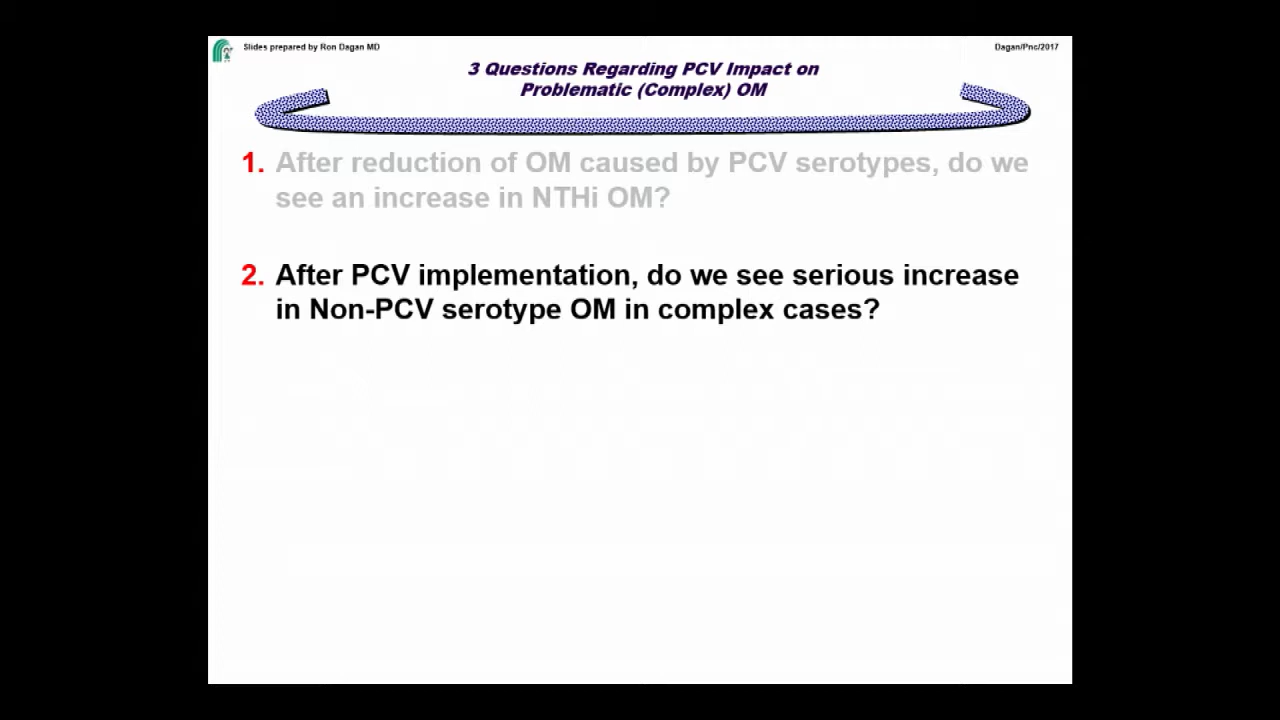 Slides prepared by Ron Dagan MD
Dagan/Pnc/2017
3 Questions Regarding PCV Impact on
Problematic (Complex) OM
1. After reduction of OM caused by PCV serotypes, do we
see an increase in NTHi OM?
2. After PCV implementation, do we see serious increase
in Non-PCV serotype OM in complex cases?